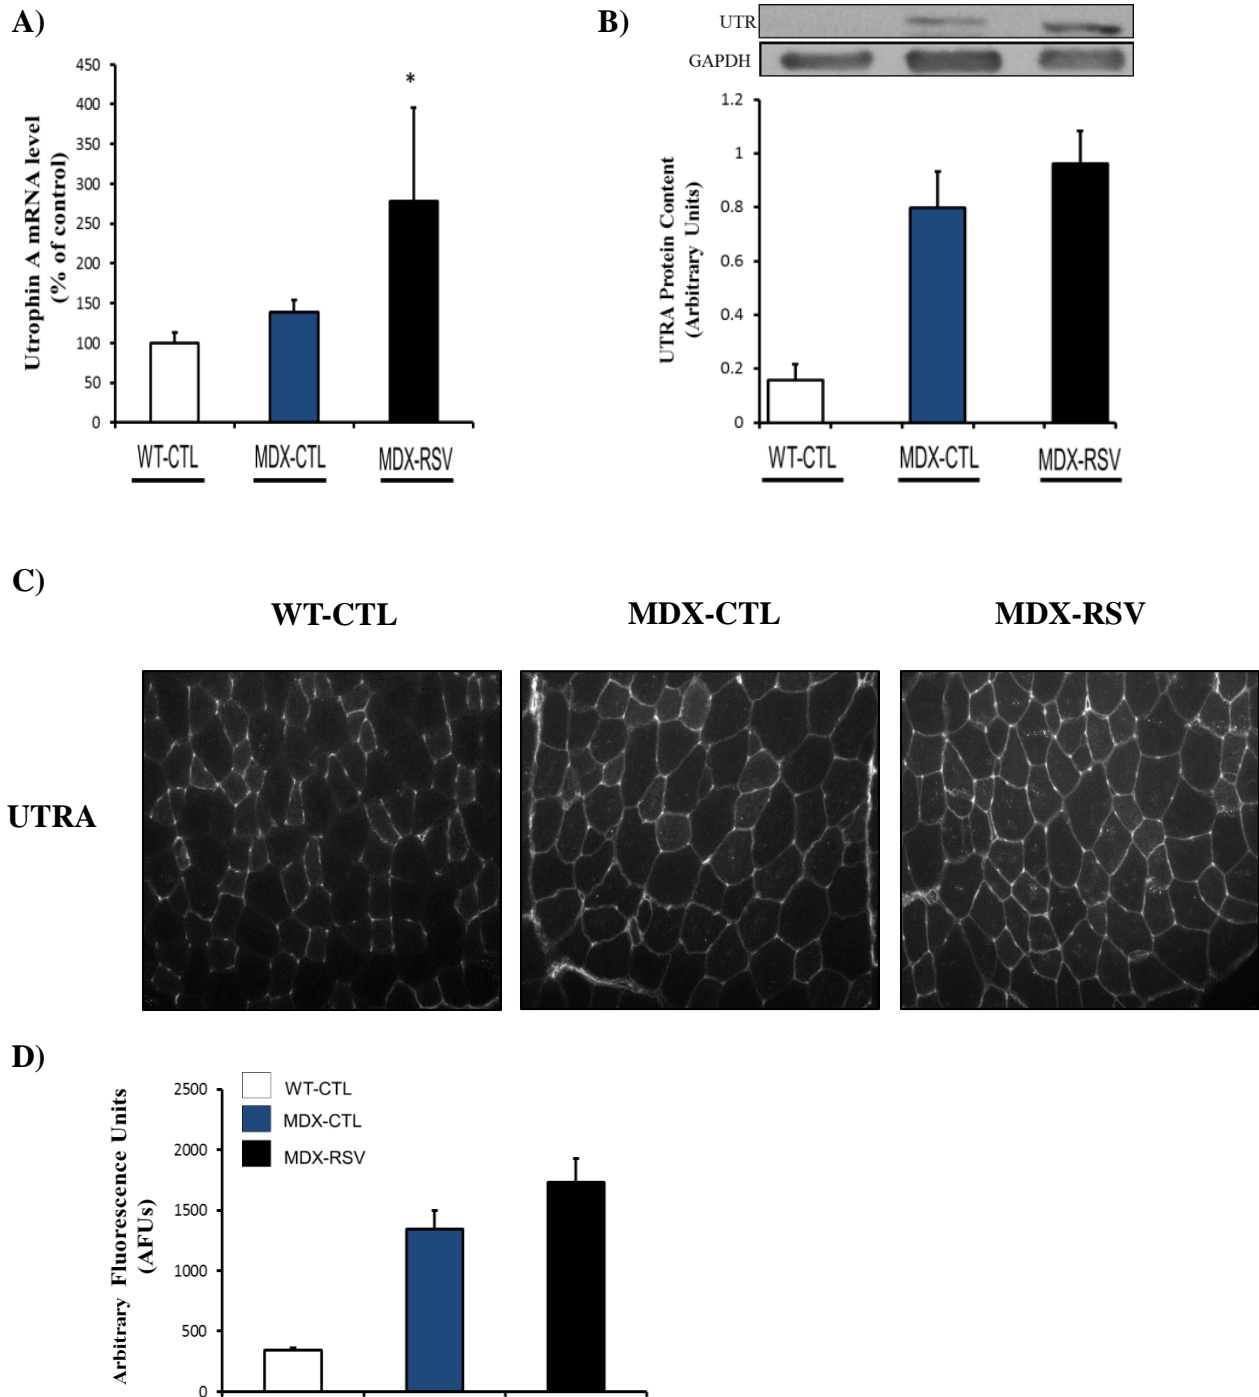 A)
Utrophin A mRNA level
(% of control)
450
400
350
300
250
200
150
100
50
0
*
WT-CTL MDX-CTL MDX-RSV
B)
UTR
GAPDH
UTRA Protein Content
(Arbitrary Units)
1.2
1
0.8
0.6
0.4
0.2
0
WT-CTL MDX-CTL MDX-RSV
C)
WT-CTL MDX-CTL MDX-RSV
UTRA
D)
Arbitrary Fluorescence Units
(AFUs)
2500
2000
1500
1000
500
0
WT-CTL
MDX-CTL
MDX-RSV